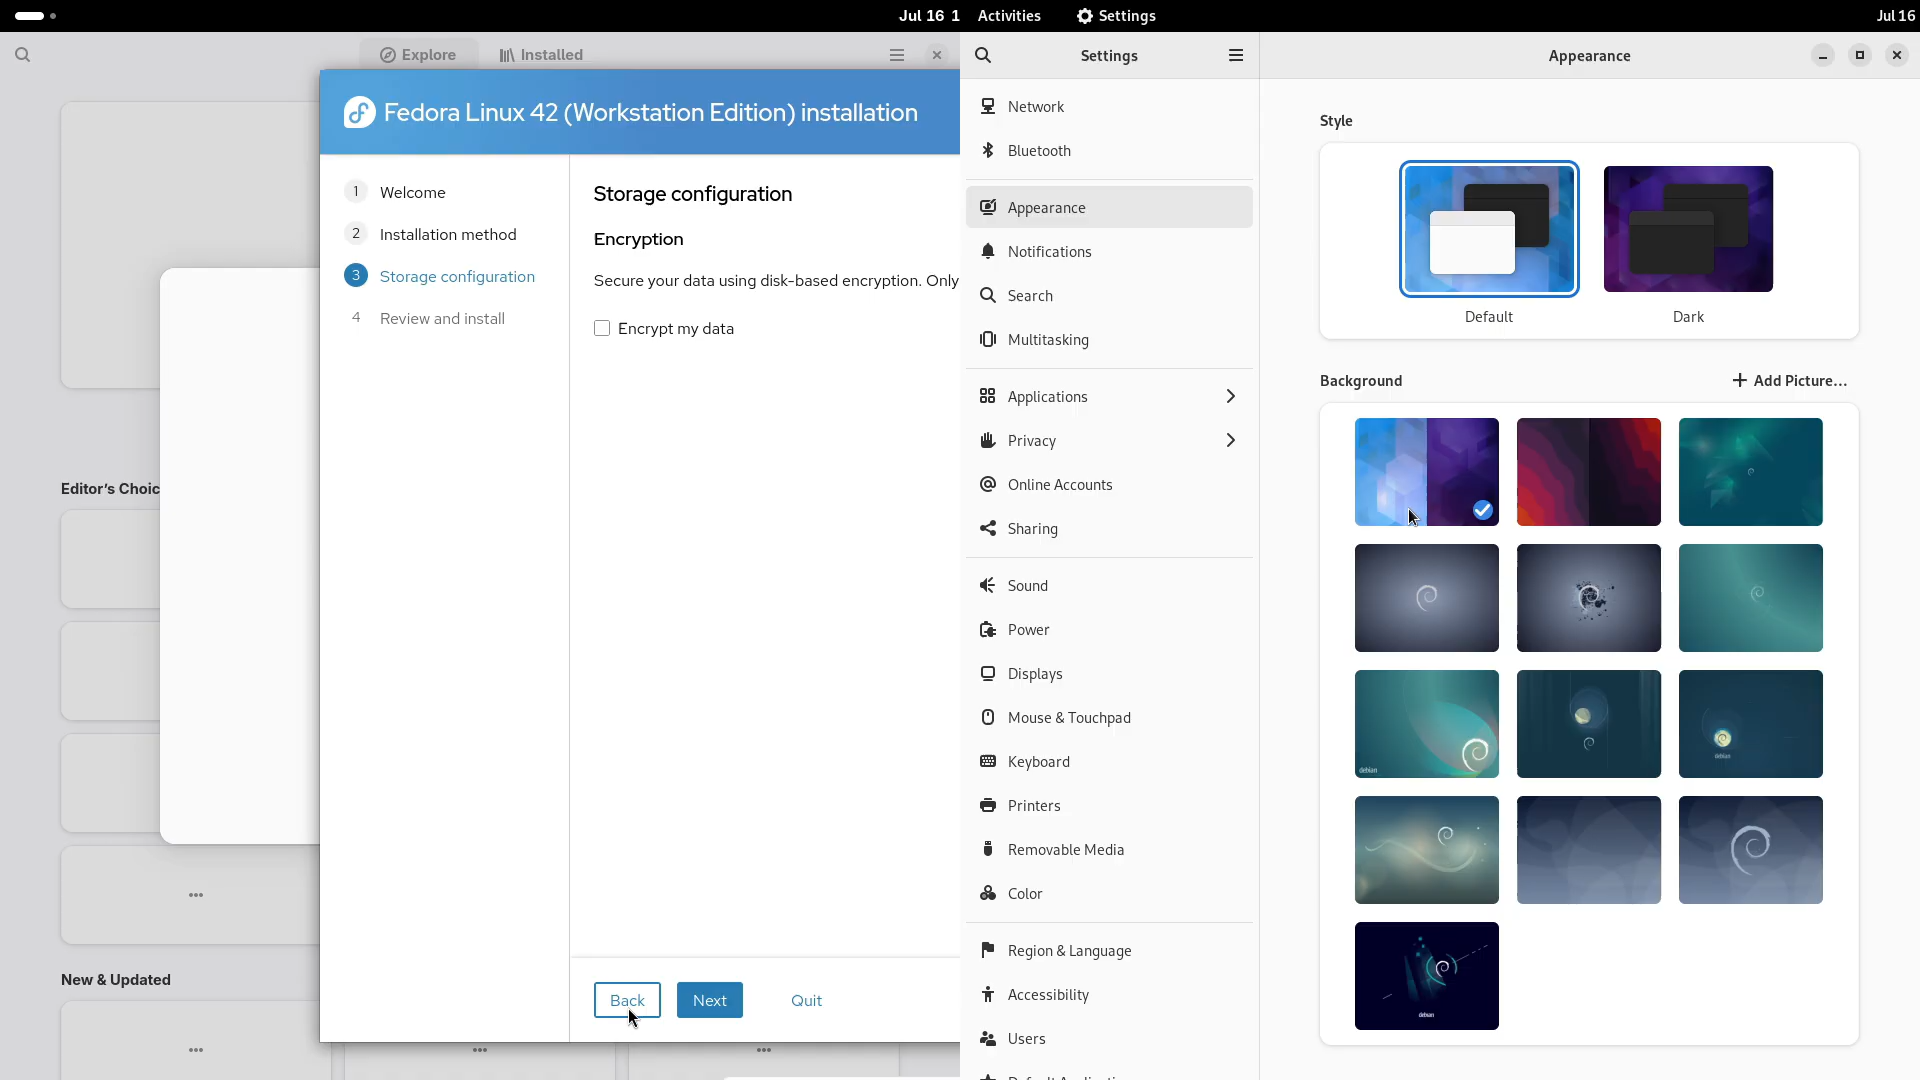 Jul 16 1
Explore
Installed
Editor's Choic
New & Updated
Fedora Linux 42 (Workstation Edition) installation
1 Welcome
2 Installation method
3 Storage configuration
4 Review and install
Storage configuration
Encryption
Secure your data using disk-based encryption. Only
Encrypt my data
Back
Next
Quit
Activities
Settings
Jul 16
Settings
Network
Bluetooth
Appearance
Notifications
Search
Multitasking
Applications
Privacy
Online Accounts
Sharing
Sound
Power
Displays
Mouse & Touchpad
Keyboard
Printers
Removable Media
Color
Region & Language
Accessibility
Users
Appearance
Style
Default
Dark
Background
Add Picture…
debian
debian
debian